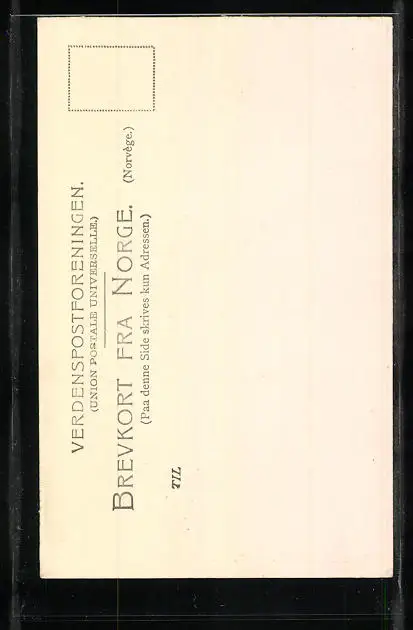 VERDENSPOSTFORENINGEN.
(UNION POSTALE UNIVERSELLE.)
BREVKORT FRA NORGE. (Norvège.)
(Paa denne Side skrives kun Adressen.)
TIL